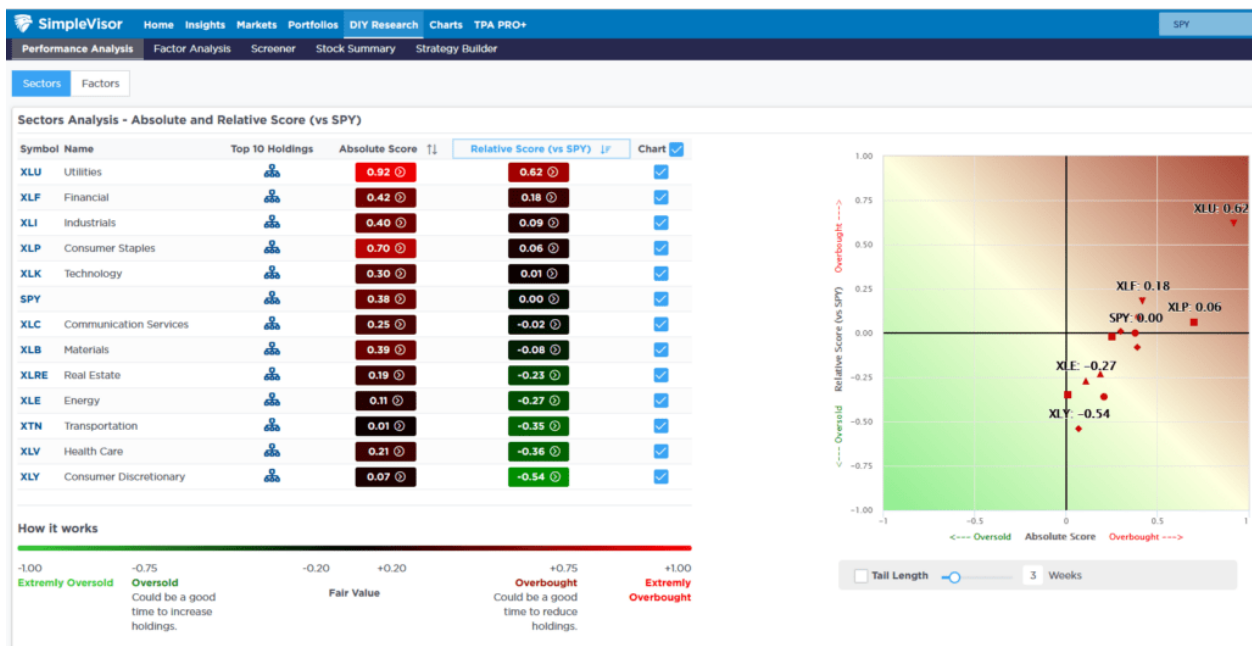 SimpleVisor Home Insights Markets Portfolios DIY Research Charts TPA PRO+ SPY
Performance Analysis Factor Analysis Screener Stock Summary Strategy Builder
Sectors Factors
Sectors Analysis - Absolute and Relative Score (vs SPY)
Symbol Name Top 10 Holdings Absolute Score Relative Score (vs SPY) Chart
XLU Utilities 0.92 0.62
XLF Financial 0.42 0.18
XLI Industrials 0.40 0.09
XLP Consumer Staples 0.70 0.06
XLK Technology 0.30 0.01
SPY 0.38 0.00
XLC Communication Services 0.25 -0.02
XLB Materials 0.39 -0.08
XLRE Real Estate 0.19 -0.23
XLE Energy 0.11 -0.27
XTN Transportation 0.01 -0.35
XLV Health Care 0.21 -0.36
XLY Consumer Discretionary 0.07 -0.54
How it works
-1.00 -0.75 -0.20 +0.20 +0.75 +1.00
Extremly Oversold Oversold Fair Value Overbought Extremly Overbought
Could be a good time to increase holdings.
Could be a good time to reduce holdings.
1.00
0.75
0.50
0.25
0.00
-0.25
-0.50
-0.75
-1.00
<--- Oversold Relative Score (vs SPY) Overbought --->
XLU: 0.62
XLF: 0.18
XLP: 0.06
SPY: 0.00
XLE: -0.27
XLY: -0.54
-1 -0.5 0 0.5 1
<--- Oversold Absolute Score Overbought --->
Tail Length 3 Weeks